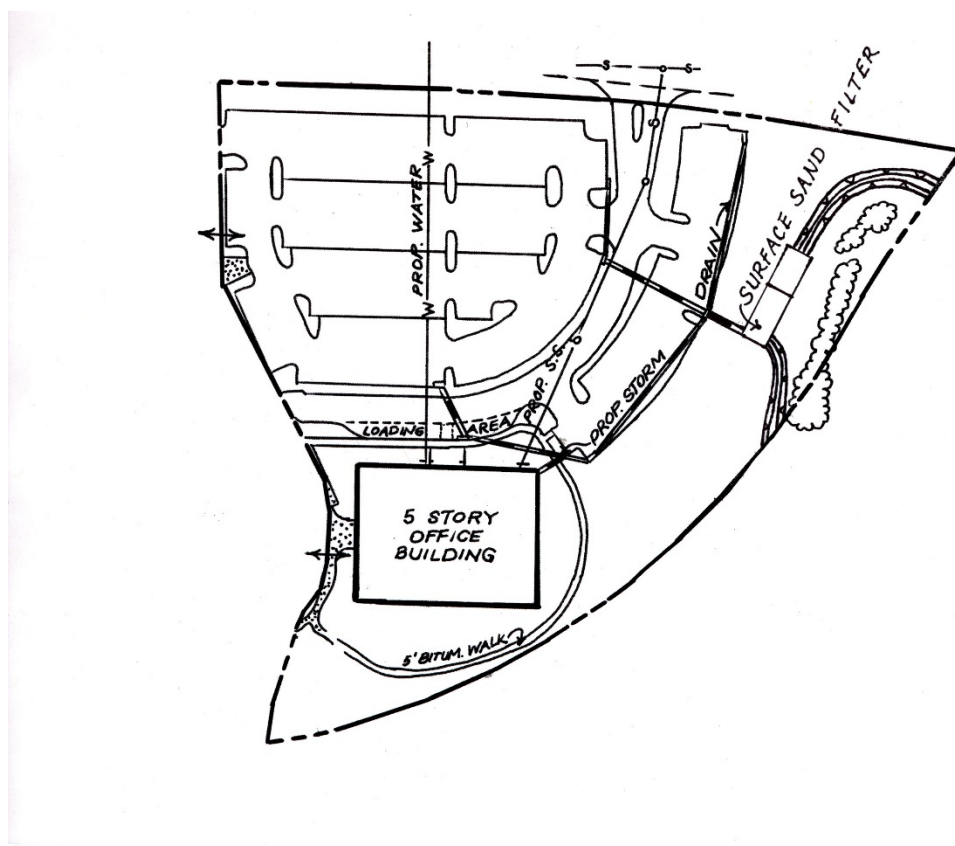 S S
S
SURFACE SAND FILTER
W
PROP. WATER
W
DRAIN
PROP. S.S.
PROP. STORM
LOADING AREA
5 STORY
OFFICE
BUILDING
5' BITUM. WALK